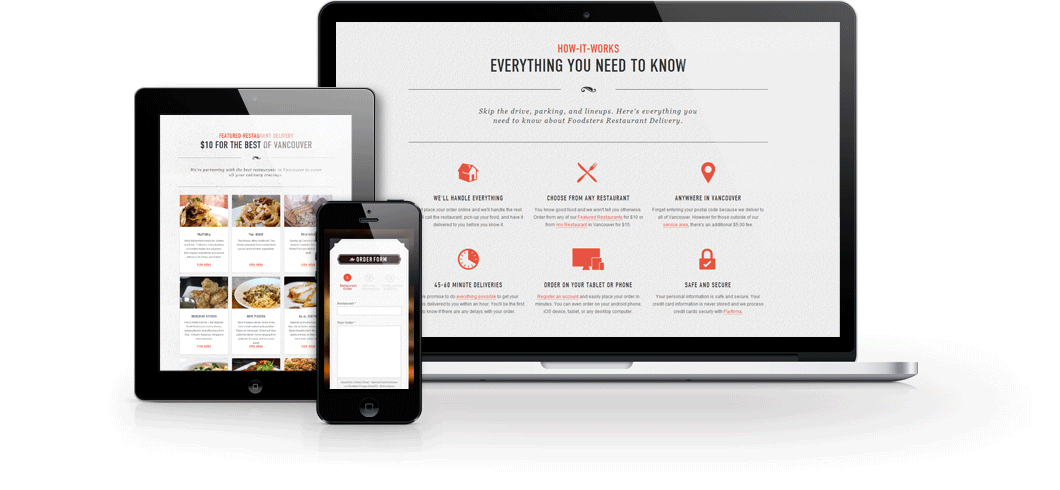 HOW-IT-WORKS
EVERYTHING YOU NEED TO KNOW
Skip the drive, parking, and lineups. Here's everything you
need to know about Foodsters Restaurant Delivery.
WE'LL HANDLE EVERYTHING
place your order online and we'll handle the rest.
call the restaurant, pick-up your food, and have it
delivered to you before you know it.
CHOOSE FROM ANY RESTAURANT
You know good food and we won't tell you otherwise.
Order from any of our Featured Restaurants for $10 or
from any Restaurant in Vancouver for $15.
ANYWHERE IN VANCOUVER
Forget entering your postal code because we deliver to
all of Vancouver. However for those outside of our
service area, there's an additional $5.00 fee.
45-60 MINUTE DELIVERIES
promise to do everything possible to get your
is delivered to you within an hour. You'll be the first
to know if there are any delays with your order.
ORDER ON YOUR TABLET OR PHONE
Register an account and easily place your order in
minutes. You can even order on your android phone,
iOS device, tablet, or any desktop computer.
SAFE AND SECURE
Your personal information is safe and secure. Your
credit card information is never stored and we process
credit cards securely with
FEATURED RESTAURANT DELIVERY
$10 FOR THE BEST OF VANCOUVER
We're partnering with the best restaurants in Vancouver to cover
all your culinary cravings
the ORDER FORM
1
Restaurant
Order
Restaurant *
Your Order *